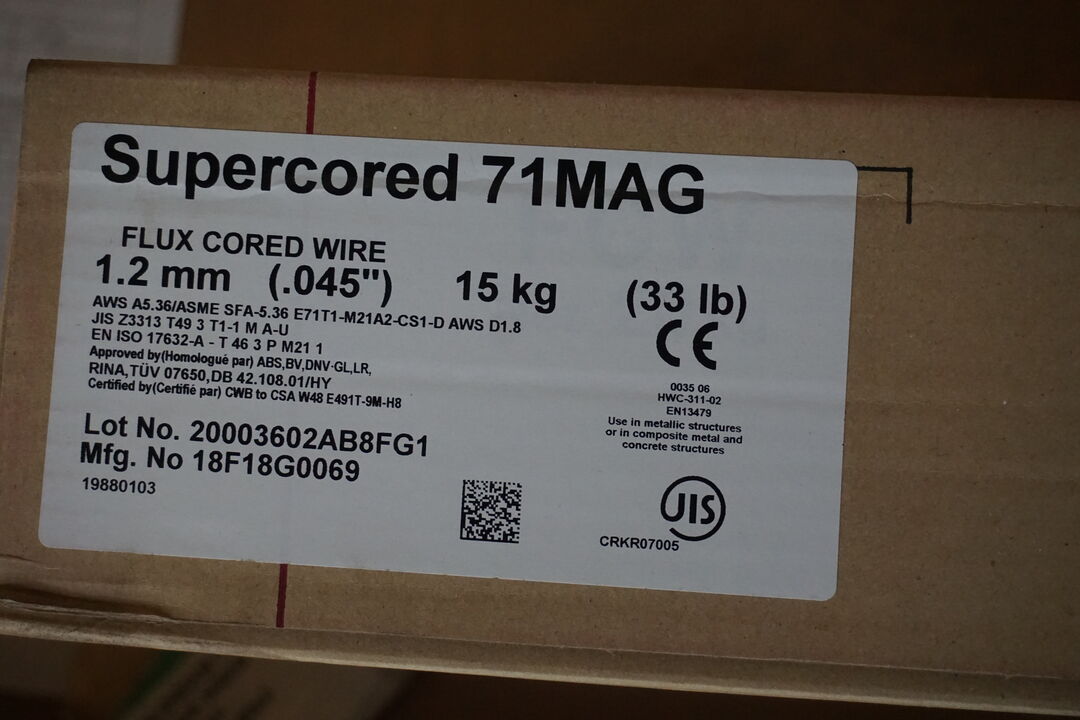 Supercored 71MAG
FLUX CORED WIRE
1.2 mm (.045") 15 kg (33 lb)
AWS A5.36/ASME SFA-5.36 E71T1-M21A2-CS1-D AWS D1.8
JIS Z3313 T49 3 T1-1 M A-U
EN ISO 17632-A - T 46 3 P M21 1
Approved by(Homologué par) ABS,BV,DNV·GL,LR,
RINA,TÜV 07650,DB 42.108.01/HY
Certified by(Certifié par) CWB to CSA W48 E491T-9M-H8
CE
0035 06
HWC-311-02
EN13479
Use in metallic structures
or in composite metal and
concrete structures
Lot No. 20003602AB8FG1
Mfg. No 18F18G0069
19880103
JIS
CRKR07005